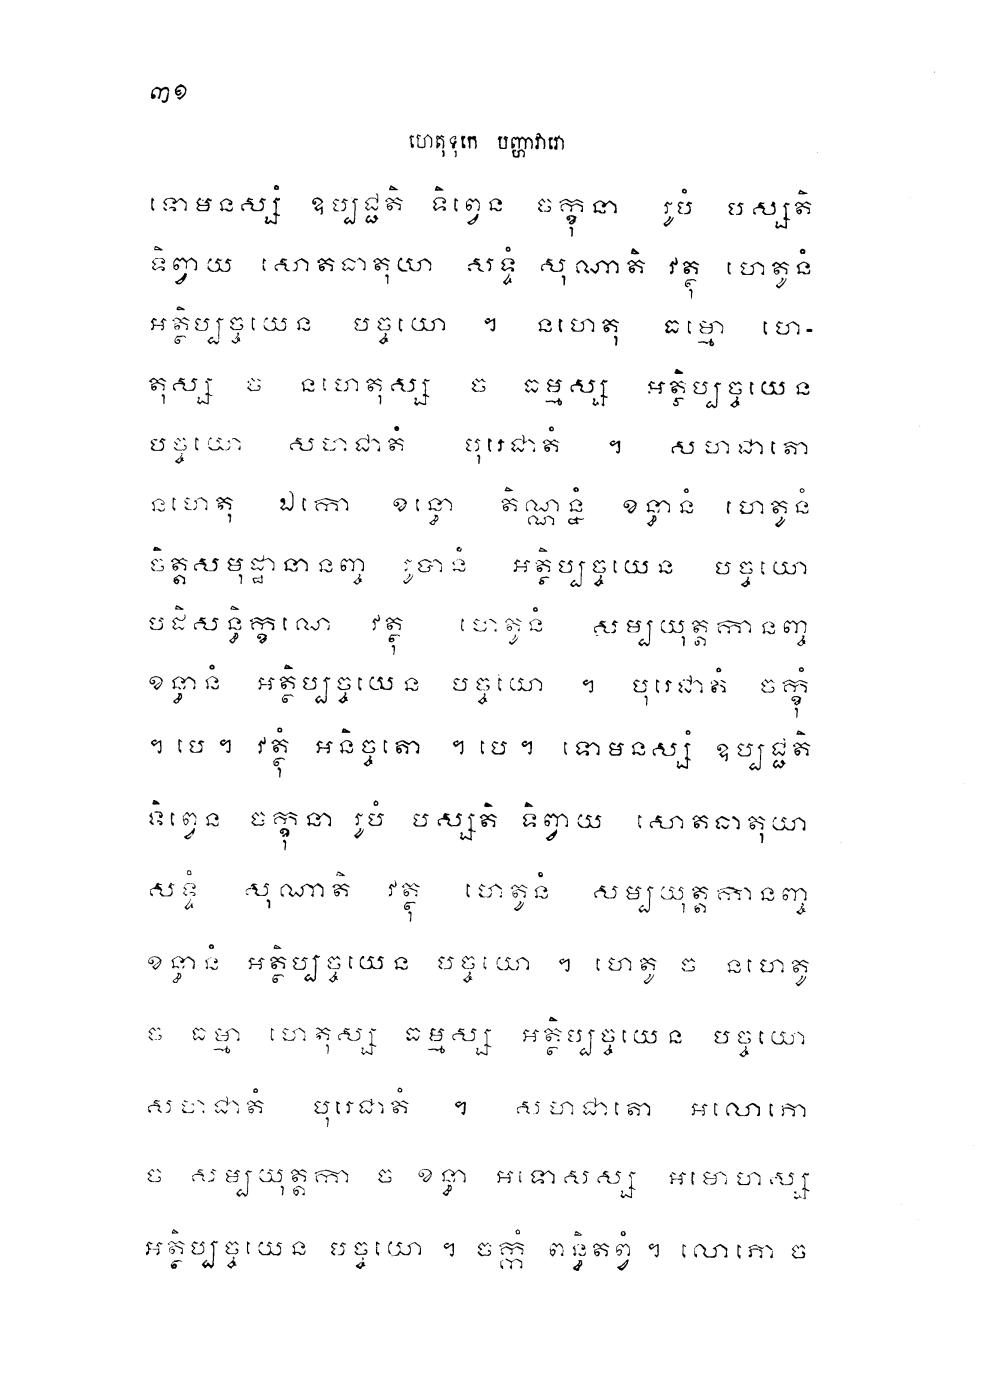 ៣១
ហេតុទុកេ បញ្ហាវារោ
ទោមនស្សំ ឧប្បជ្ជតិ ទិព្វេន ចក្ខុនា រូបំ បស្សតិ
ទិព្វាយ សោតធាតុយា សទ្ទំ សុណាតិ វត្ថុ ហេតូនំ
អត្ថិប្បច្ចយេន បច្ចយោ ។ នហេតុ ធម្មោ ហេ-
តុស្ស ច នហេតុស្ស ច ធម្មស្ស អត្ថិប្បច្ចយេន
បច្ចយោ សហជាតំ បុរេជាតំ ។ សហជាតោ
នហេតុ ឯកោ ខន្ធោ តិណ្ណន្នំ ខន្ធានំ ហេតូនំ
ចិត្តសមុដ្ឋានានញ្ច រូបានំ អត្ថិប្បច្ចយេន បច្ចយោ
បដិសន្ធិក្ខណេ វត្ថុ ហេតូនំ សម្បយុត្តកានញ្ច
ខន្ធានំ អត្ថិប្បច្ចយេន បច្ចយោ ។ បុរេជាតំ ចក្ខុំ
។ បេ ។ វត្ថុំ អនិច្ចតោ ។ បេ ។ ទោមនស្សំ ឧប្បជ្ជតិ
ទិព្វេន ចក្ខុនា រូបំ បស្សតិ ទិព្វាយ សោតធាតុយា
សទ្ទំ សុណាតិ វត្ថុ ហេតូនំ សម្បយុត្តកានញ្ច
ខន្ធានំ អត្ថិប្បច្ចយេន បច្ចយោ ។ ហេតូ ច នហេតូ
ច ធម្មា ហេតុស្ស ធម្មស្ស អត្ថិប្បច្ចយេន បច្ចយោ
សហជាតំ បុរេជាតំ ។ សហជាតោ អលោភោ
ច សម្បយុត្តកា ច ខន្ធា អទោសស្ស អមោហស្ស
អត្ថិប្បច្ចយេន បច្ចយោ ។ ចក្កំ ពន្ធិតព្វំ ។ លោភោ ច